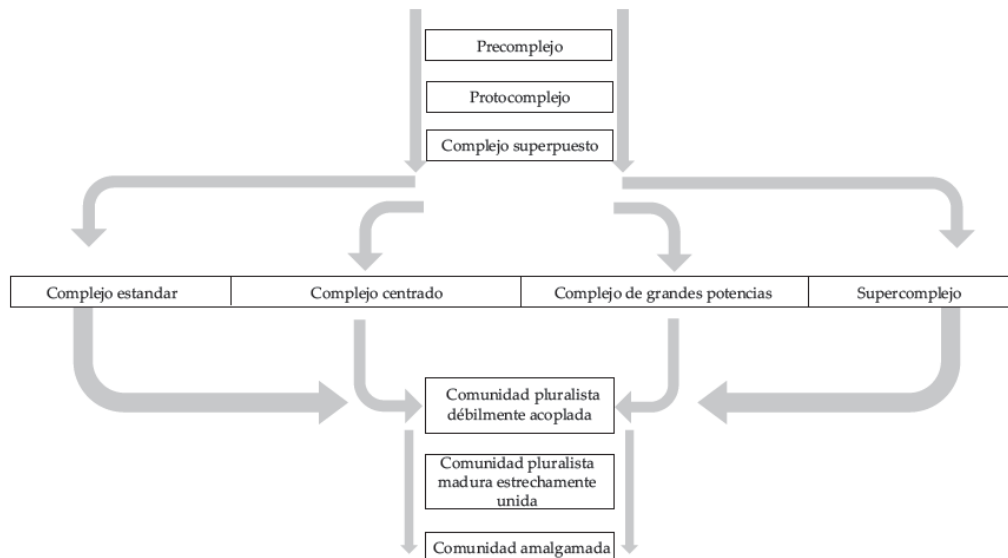 Precomplejo
Protocomplejo
Complejo superpuesto
Complejo estandar
Complejo centrado
Complejo de grandes potencias
Supercomplejo
Comunidad pluralista
débilmente acoplada
Comunidad pluralista
madura estrechamente
unida
Comunidad amalgamada